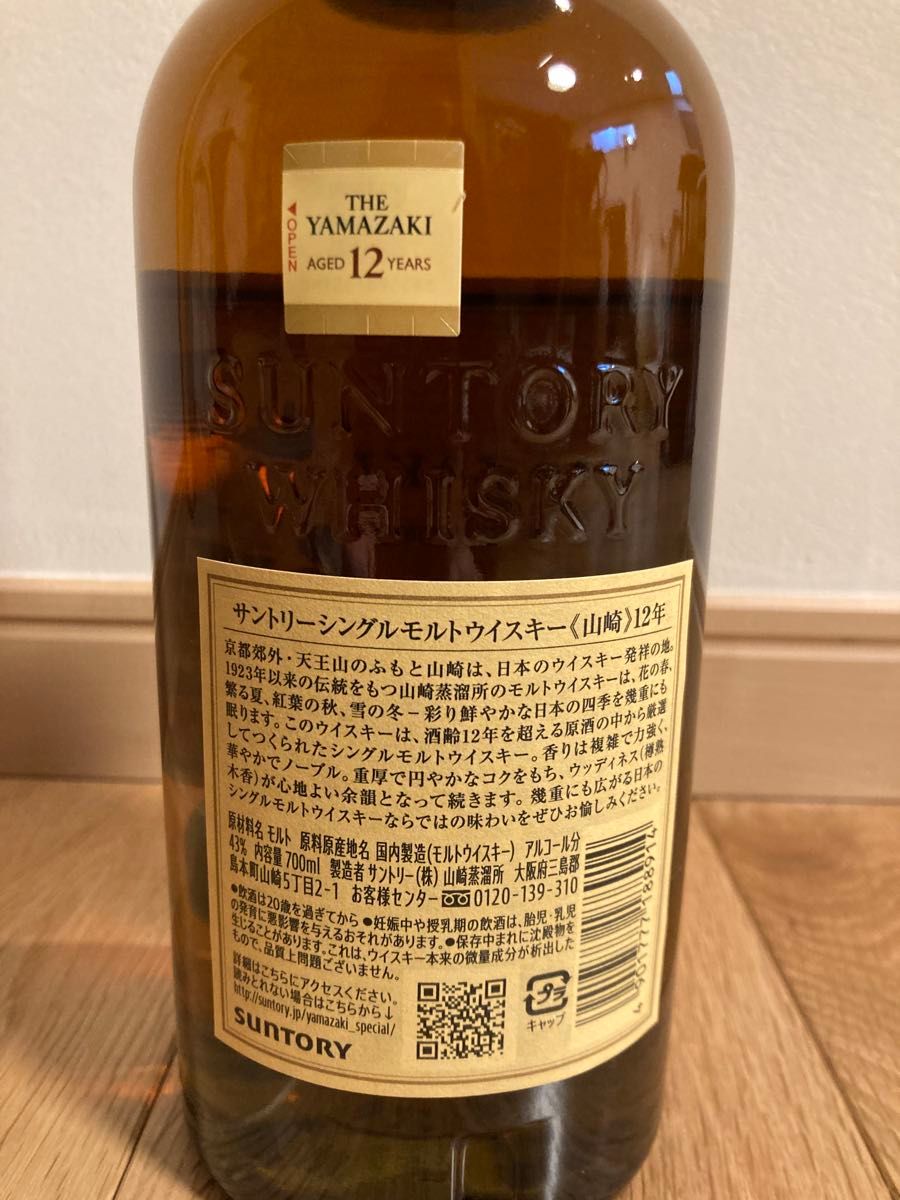 THE
YAMAZAKI
AGED 12 YEARS
◀OPEN
SUNTORY
WHISKY
サントリーシングルモルトウイスキー《山崎》12年
京都郊外・天王山のふもと山崎は、日本のウイスキー発祥の地。
1923年以来の伝統をもつ山崎蒸溜所のモルトウイスキーは、花の春、
繁る夏、紅葉の秋、雪の冬－彩り鮮やかな日本の四季を幾重にも
眠ります。このウイスキーは、酒齢12年を超える原酒の中から厳選
してつくられたシングルモルトウイスキー。香りは複雑で力強く、
華やかでノーブル。重厚で円やかなコクをもち、ウッディネス(樽熟
木香)が心地よい余韻となって続きます。幾重にも広がる日本の
シングルモルトウイスキーならではの味わいをぜひお愉しみください。
原材料名 モルト 原料原産地名 国内製造(モルトウイスキー) アルコール分
43% 内容量700ml 製造者 サントリー(株) 山崎蒸溜所 大阪府三島郡
島本町山崎5丁目2-1 お客様センター 0120-139-310
●飲酒は20歳を過ぎてから ●妊娠中や授乳期の飲酒は、胎児・乳児
の発育に悪影響を与えるおそれがあります。●保存中まれに沈殿物を
生じることがあります。これは、ウイスキー本来の微量成分が析出した
もので、品質上問題ございません。
詳細はこちらにアクセスください。
読みとれない場合はこちらから↓
http://suntory.jp/yamazaki_special/
SUNTORY
プラ
キャップ
4 901777 188914